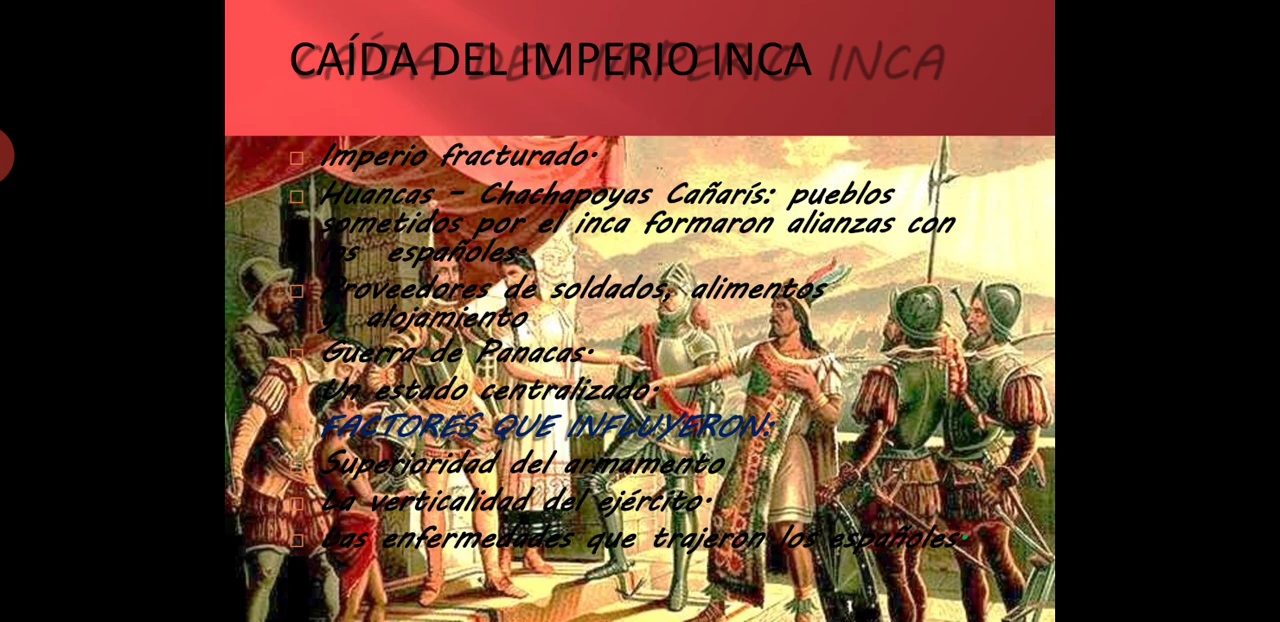 CAÍDA DEL IMPERIO INCA
Imperio fracturado.
Huancas – Chachapoyas Cañarís: pueblos
sometidos por el inca formaron alianzas con
los españoles.
Proveedores de soldados, alimentos
y alojamiento
Guerra de Panacas.
Un estado centralizado.
FACTORES QUE INFLUYERON:
Superioridad del armamento
La verticalidad del ejército.
Las enfermedades que trajeron los españoles.